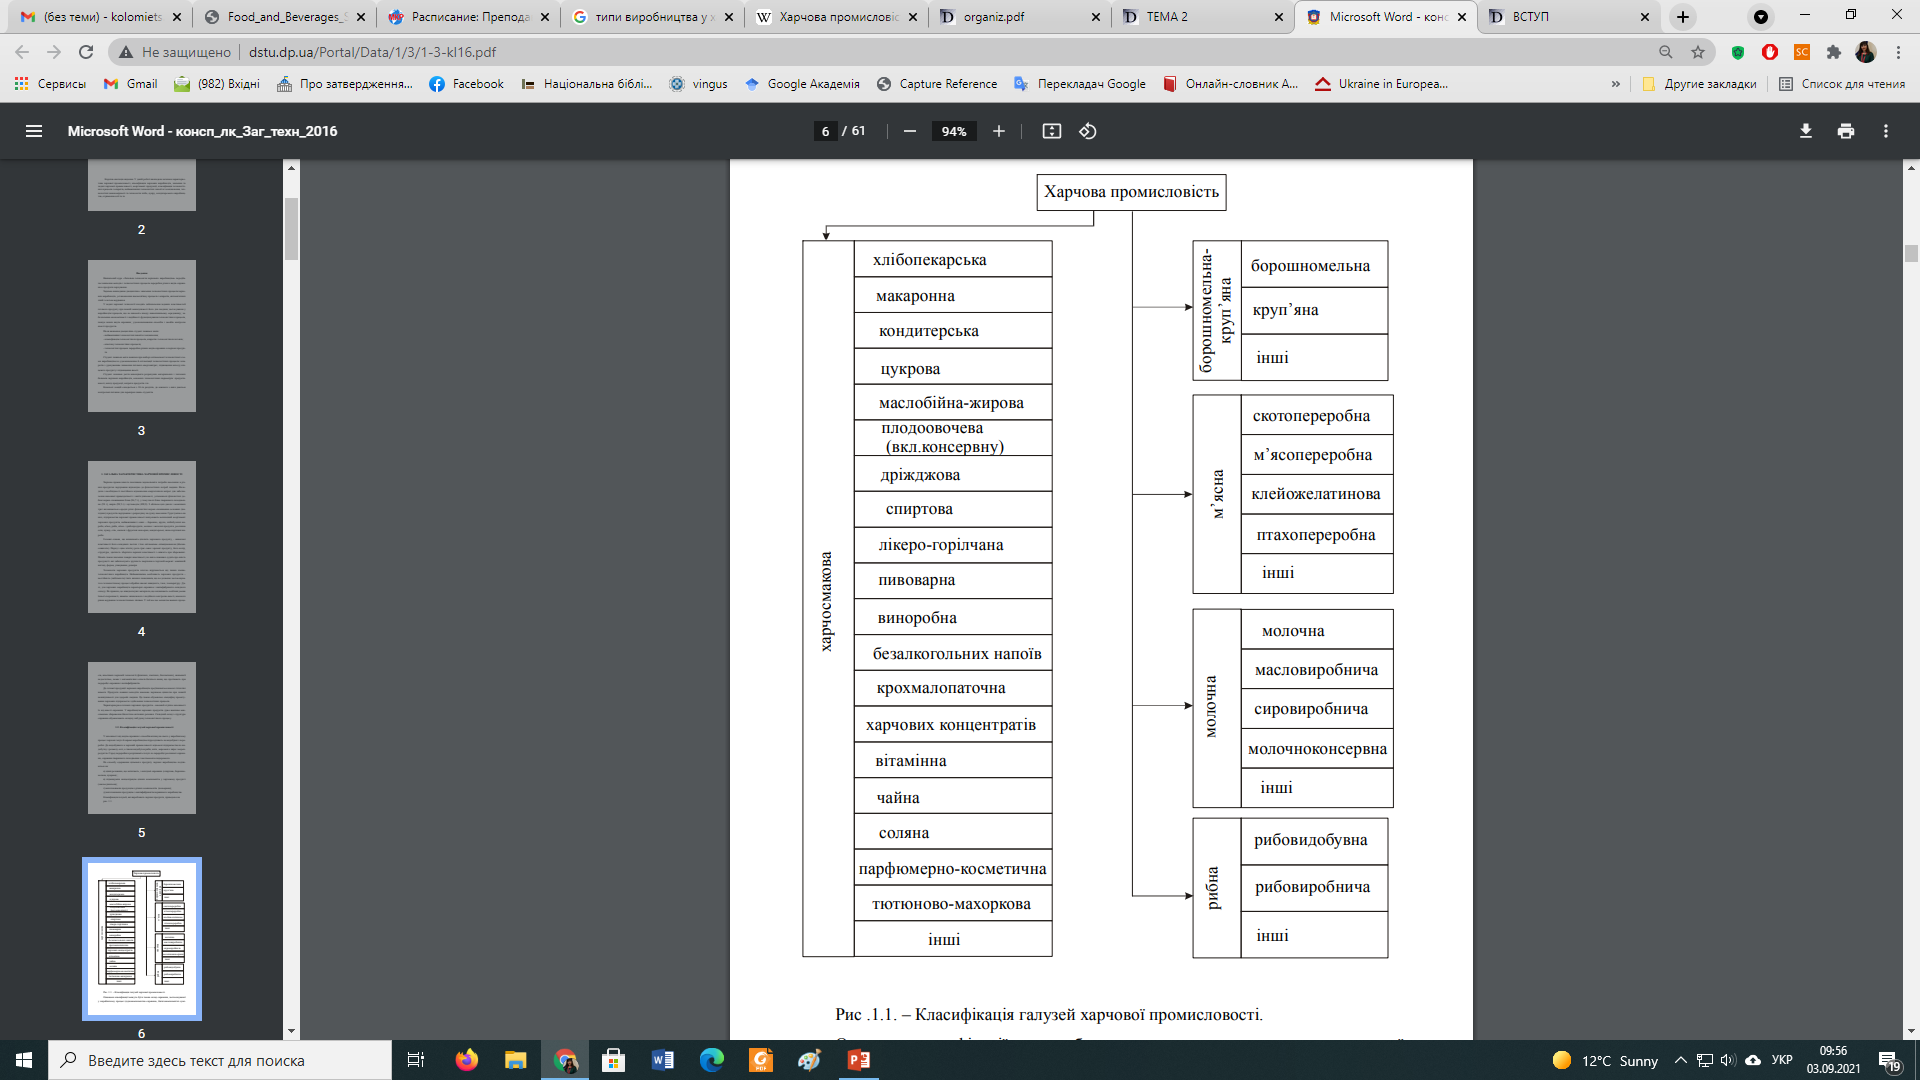 (без теми) - kolomiets
Food_and_Beverages_S
Расписание: Препода
типи виробництва у х
Харчова промисловіс
organiz.pdf
ТЕМА 2
Microsoft Word - конс
ВСТУП
Не защищено
dstu.dp.ua/Portal/Data/1/3/1-3-kl16.pdf
Сервисы
Gmail
(982) Вхідні
Про затвердження...
Facebook
Національна біблі...
vingus
Google Академія
Capture Reference
Перекладач Google
Онлайн-словник А...
Ukraine in Europea...
»
Другие закладки
Список для чтения
Microsoft Word - консп_лк_Заг_техн_2016
6 / 61
94%
2
3
4
5
6
Харчова промисловість
харчосмакова
хлібопекарська
макаронна
кондитерська
цукрова
маслобійна-жирова
плодоовочева
(вкл.консервну)
дріжджова
спиртова
лікеро-горілчана
пивоварна
виноробна
безалкогольних напоїв
крохмалопаточна
харчових концентратів
вітамінна
чайна
соляна
парфюмерно-косметична
тютюново-махоркова
інші
борошномельна-
круп’яна
борошномельна
круп’яна
інші
м’ясна
скотопереробна
м’ясопереробна
клейожелатинова
птахопереробна
інші
молочна
молочна
масловиробнича
сировиробнича
молочноконсервна
інші
рибна
рибовидобувна
рибовиробнича
інші
Рис .1.1. – Класифікація галузей харчової промисловості.
Введите здесь текст для поиска
12°C Sunny
УКР
09:56
03.09.2021
19